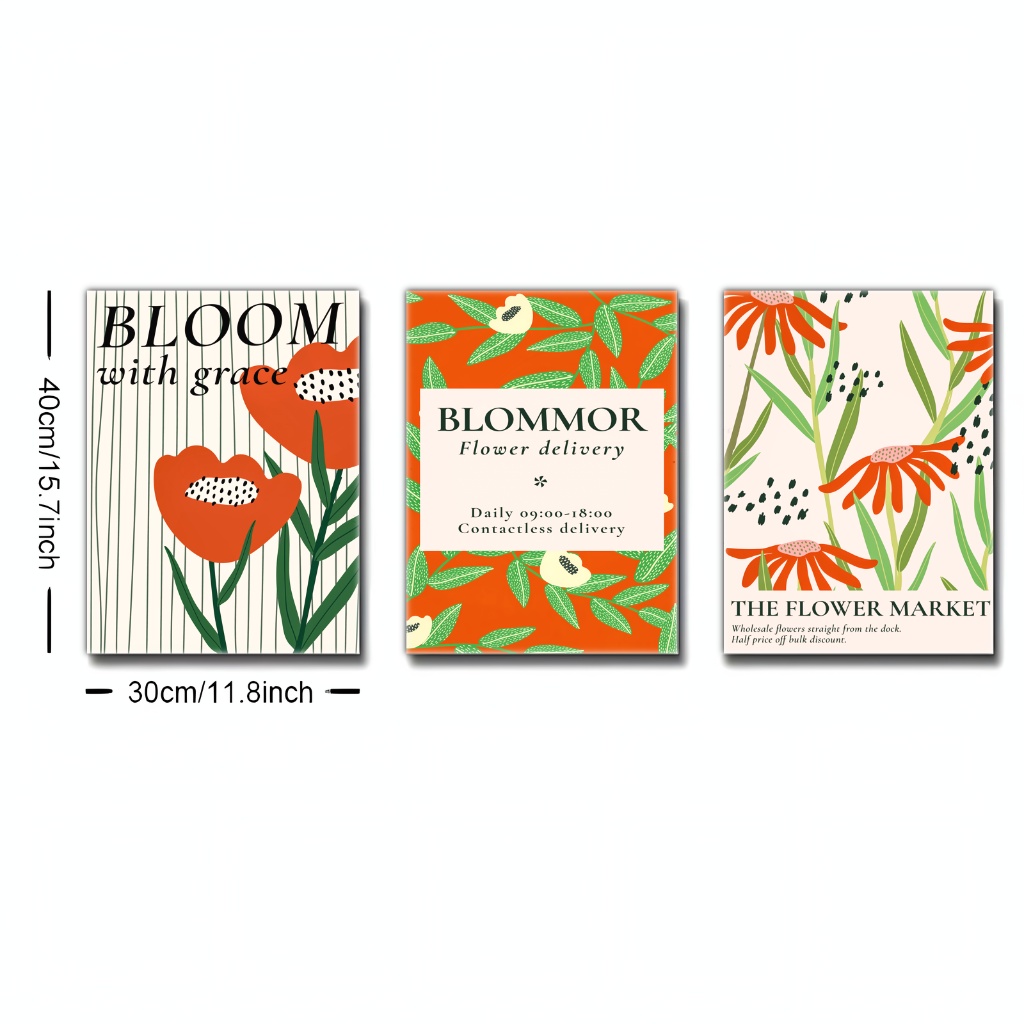 BLOOM
with grace
BLOMMOR
Flower delivery
*
Daily 09:00-18:00
Contactless delivery
THE FLOWER MARKET
Wholesale flowers straight from the dock.
Half price off bulk discount.
40cm/15.7inch
30cm/11.8inch